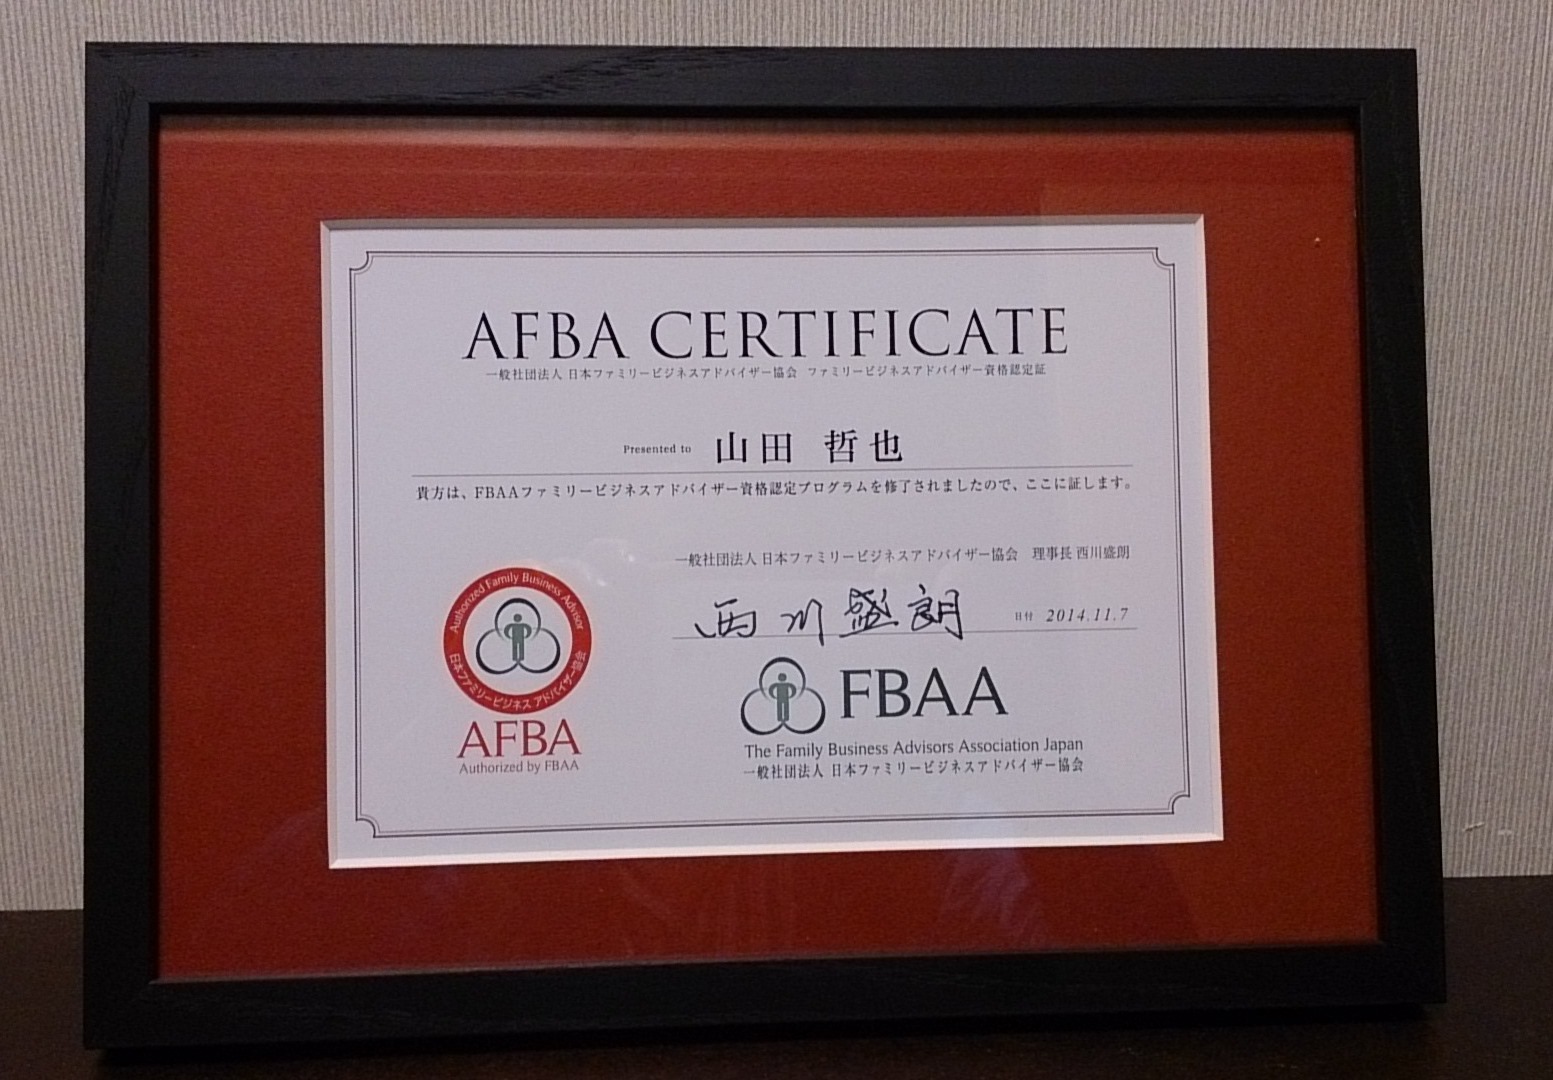 AFBA CERTIFICATE
一般社団法人 日本ファミリービジネスアドバイザー協会 ファミリービジネスアドバイザー資格認定証
Presented to 山田 哲也
貴方は、FBAAファミリービジネスアドバイザー資格認定プログラムを修了されましたので、ここに証します。
一般社団法人 日本ファミリービジネスアドバイザー協会 理事長 西川盛朗
西川盛朗 日付 2014.11.7
Authorized Family Business Advisor
日本ファミリービジネスアドバイザー協会
AFBA
Authorized by FBAA
FBAA
The Family Business Advisors Association Japan
一般社団法人 日本ファミリービジネスアドバイザー協会